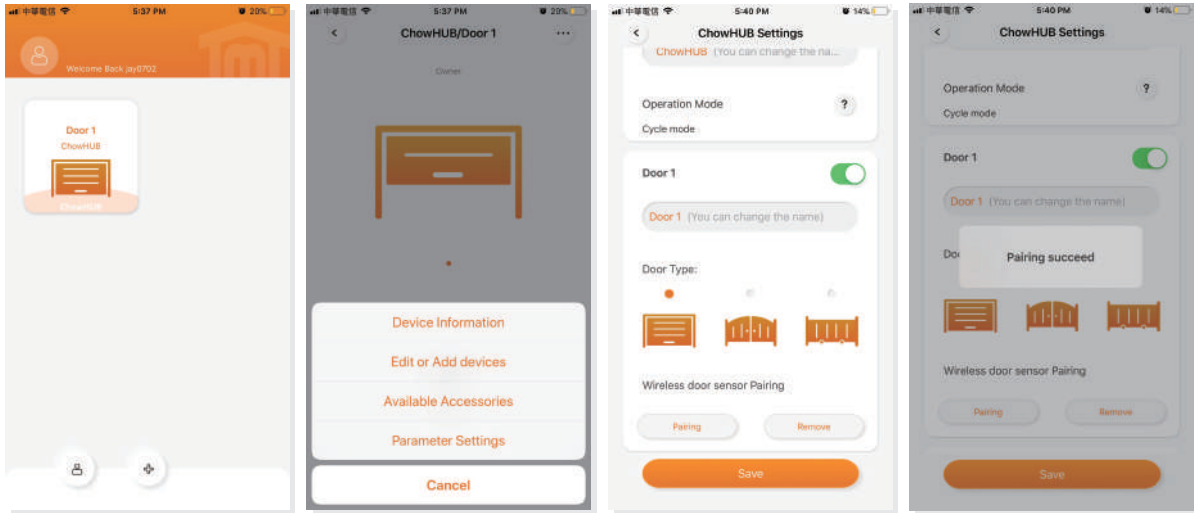 中華電信
5:37 PM
20%
Welcome Back jay0702
Door 1
ChowHUB
ChowHUB
中華電信
5:37 PM
20%
ChowHUB/Door 1
Owner
Device Information
Edit or Add devices
Available Accessories
Parameter Settings
Cancel
中華電信
5:40 PM
14%
ChowHUB Settings
ChowHUB (You can change the na...
Operation Mode
?
Cycle mode
Door 1
Door 1 (You can change the name)
Door Type:
Wireless door sensor Pairing
Pairing
Remove
Save
中華電信
5:40 PM
14%
ChowHUB Settings
Operation Mode
?
Cycle mode
Door 1
Door 1 (You can change the name)
Pairing succeed
Wireless door sensor Pairing
Pairing
Remove
Save